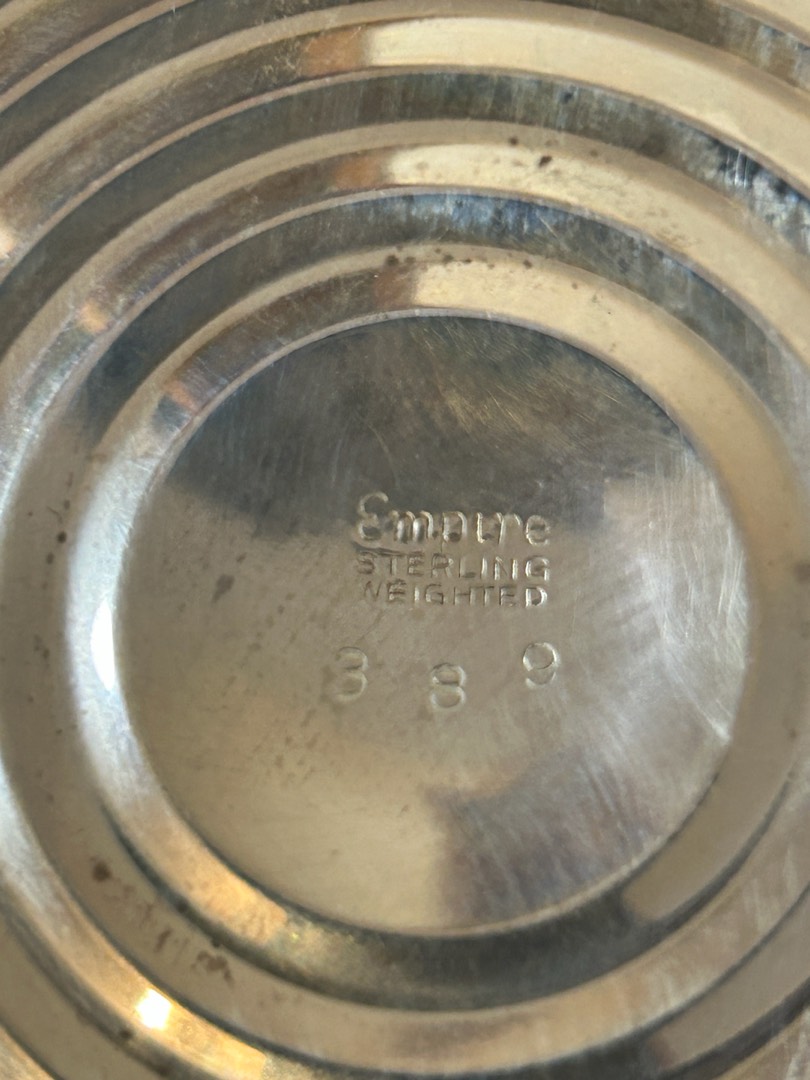 Empire
STERLING
WEIGHTED
389